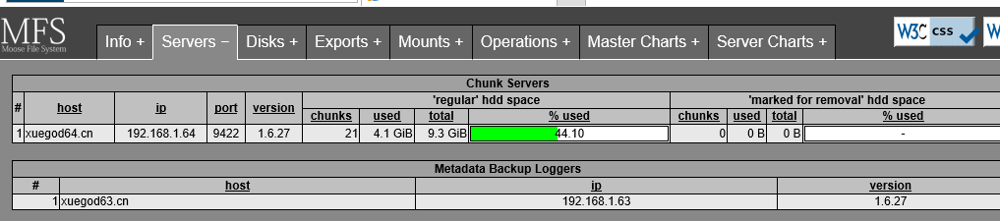 MFS
Moose File System
Info + Servers − Disks + Exports + Mounts + Operations + Master Charts + Server Charts +
W3C css W
Chunk Servers
# host ip port version 'regular' hdd space 'marked for removal' hdd space
chunks used total % used chunks used total % used
1 xuegod64.cn 192.168.1.64 9422 1.6.27 21 4.1 GiB 9.3 GiB 44.10 0 0 B 0 B -
Metadata Backup Loggers
# host ip version
1 xuegod63.cn 192.168.1.63 1.6.27